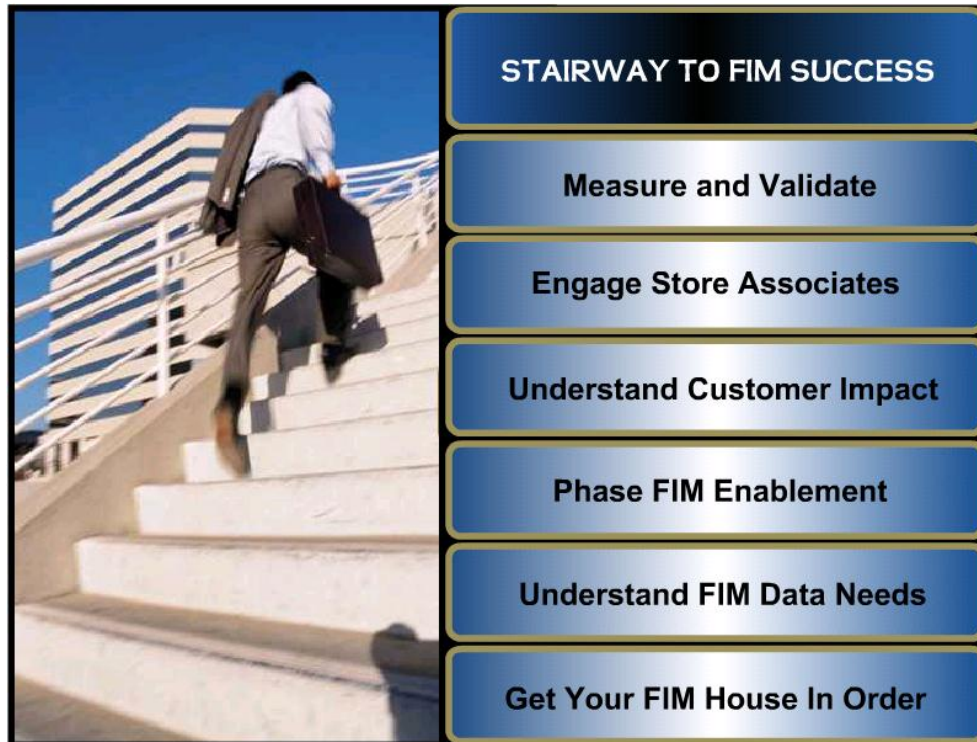 STAIRWAY TO FIM SUCCESS
Measure and Validate
Engage Store Associates
Understand Customer Impact
Phase FIM Enablement
Understand FIM Data Needs
Get Your FIM House In Order